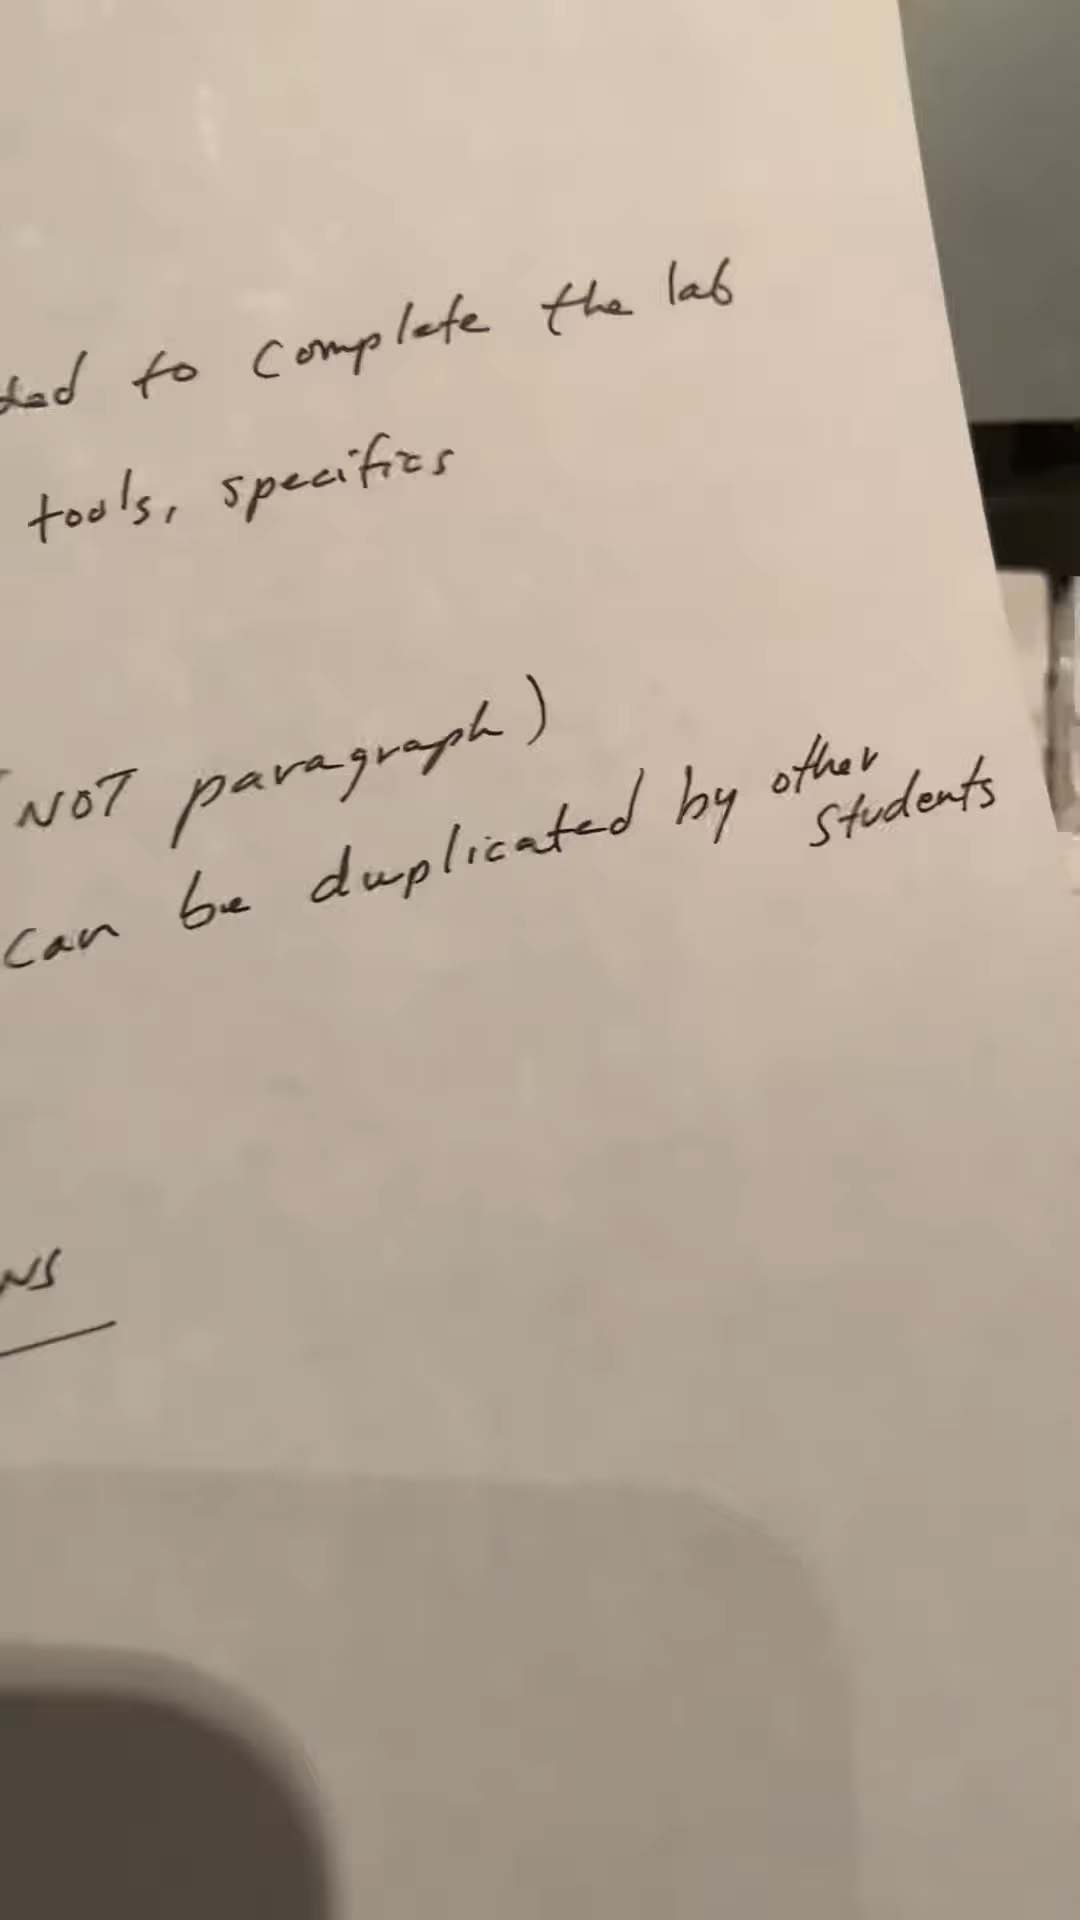 to complete the lab
tools, specifics
(NOT paragraph)
can be duplicated by other
students